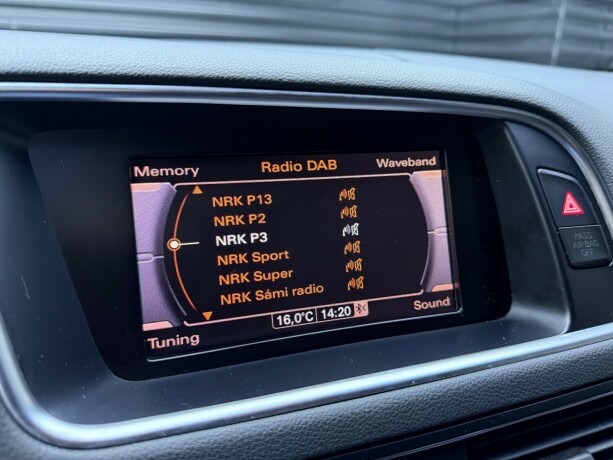 Memory Radio DAB Waveband
NRK P13
NRK P2
NRK P3
NRK Sport
NRK Super
NRK Sámi radio
16,0°C 14:20
Tuning Sound
PASS
AIR BAG
OFF